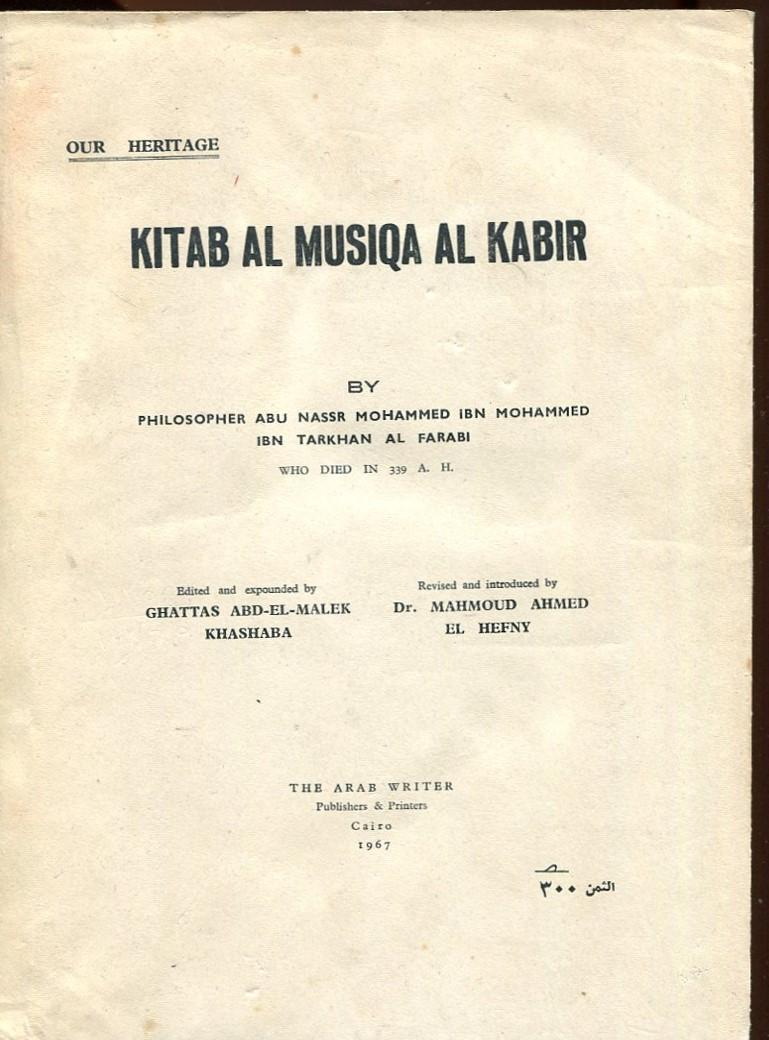 OUR HERITAGE
KITAB AL MUSIQA AL KABIR
BY
PHILOSOPHER ABU NASSR MOHAMMED IBN MOHAMMED
IBN TARKHAN AL FARABI
WHO DIED IN 339 A. H.
Edited and expounded by
GHATTAS ABD-EL-MALEK
KHASHABA
Revised and introduced by
Dr. MAHMOUD AHMED
EL HEFNY
THE ARAB WRITER
Publishers & Printers
Cairo
1967
الثمن ٣٠٠